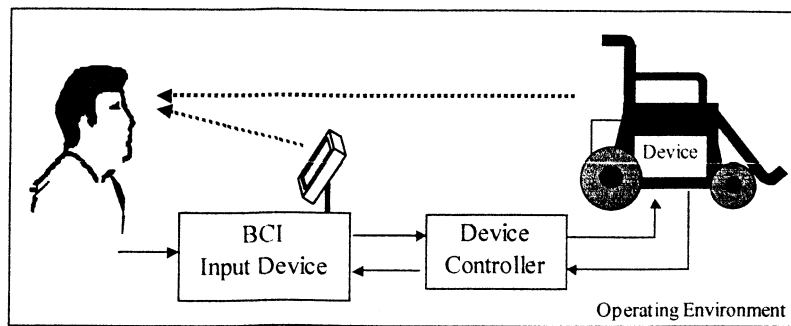 Device
BCI
Input Device
Device
Controller
Operating Environment